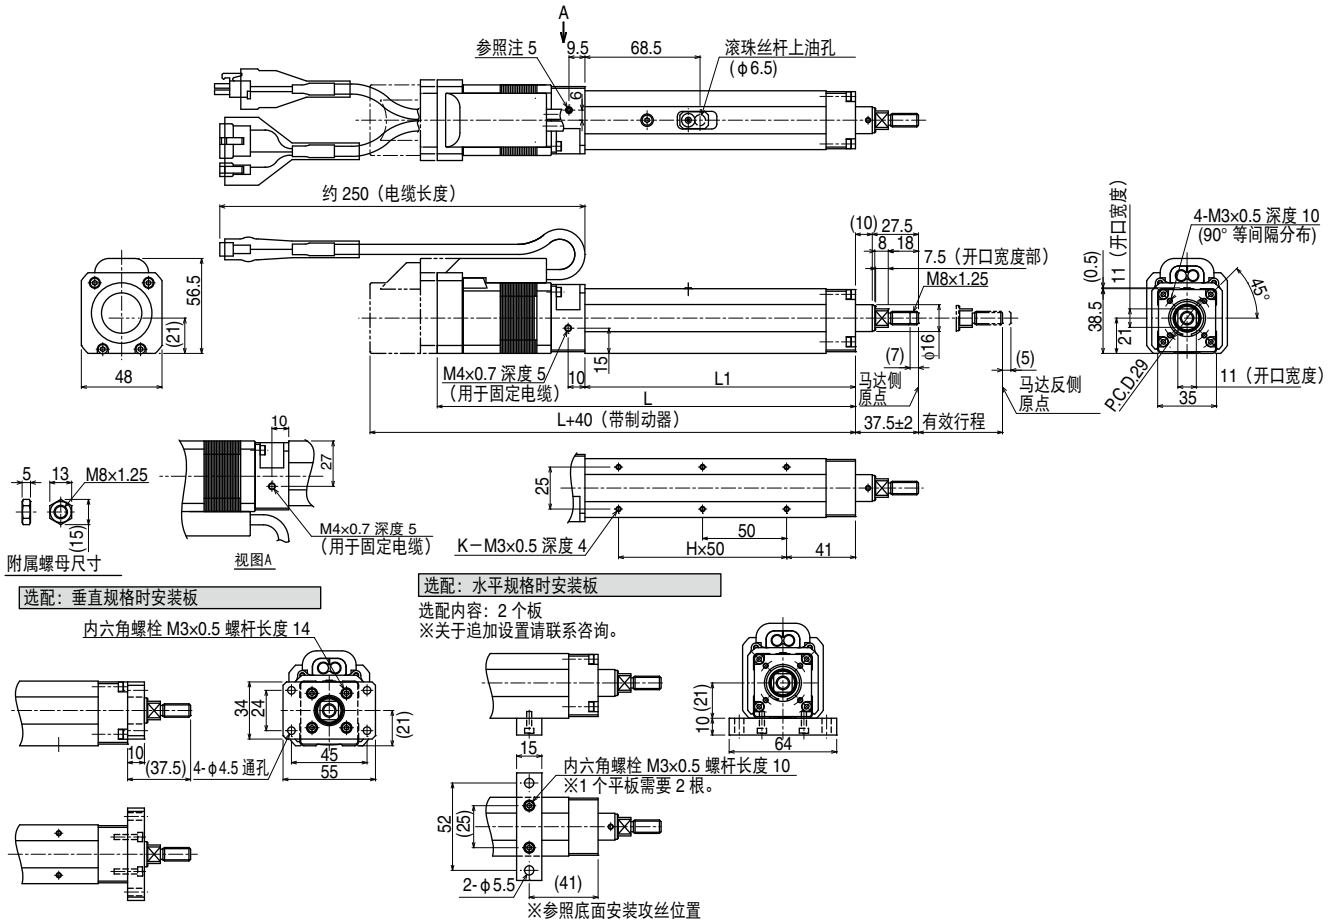 A
参照注 5
9.5
68.5
滚珠丝杆上油孔
(φ6.5)
6
约 250（电缆长度）
(10)
27.5
8
18
7.5（开口宽度部）
M8×1.25
11（开口宽度）
(0.5)
4-M3×0.5 深度 10
(90° 等间隔分布)
45°
56.5
(21)
48
38.5
21
φ16
15
(7)
(5)
M4×0.7 深度 5
（用于固定电缆）
10
L1
L
L+40（带制动器）
马达侧
原点
37.5±2
有效行程
马达反侧
原点
P.C.D.29
35
11（开口宽度）
10
27
5
13
M8×1.25
(15)
附属螺母尺寸
M4×0.7 深度 5
（用于固定电缆）
视图A
25
K－M3×0.5 深度 4
50
H×50
41
选配：垂直规格时安装板
内六角螺栓 M3×0.5 螺杆长度 14
34
24
(21)
10
(37.5)
4-φ4.5 通孔
45
55
选配：水平规格时安装板
选配内容：2 个板
※关于追加设置请联系咨询。
10
(21)
64
15
内六角螺栓 M3×0.5 螺杆长度 10
※1 个平板需要 2 根。
52
(25)
2-φ5.5
(41)
※参照底面安装攻丝位置